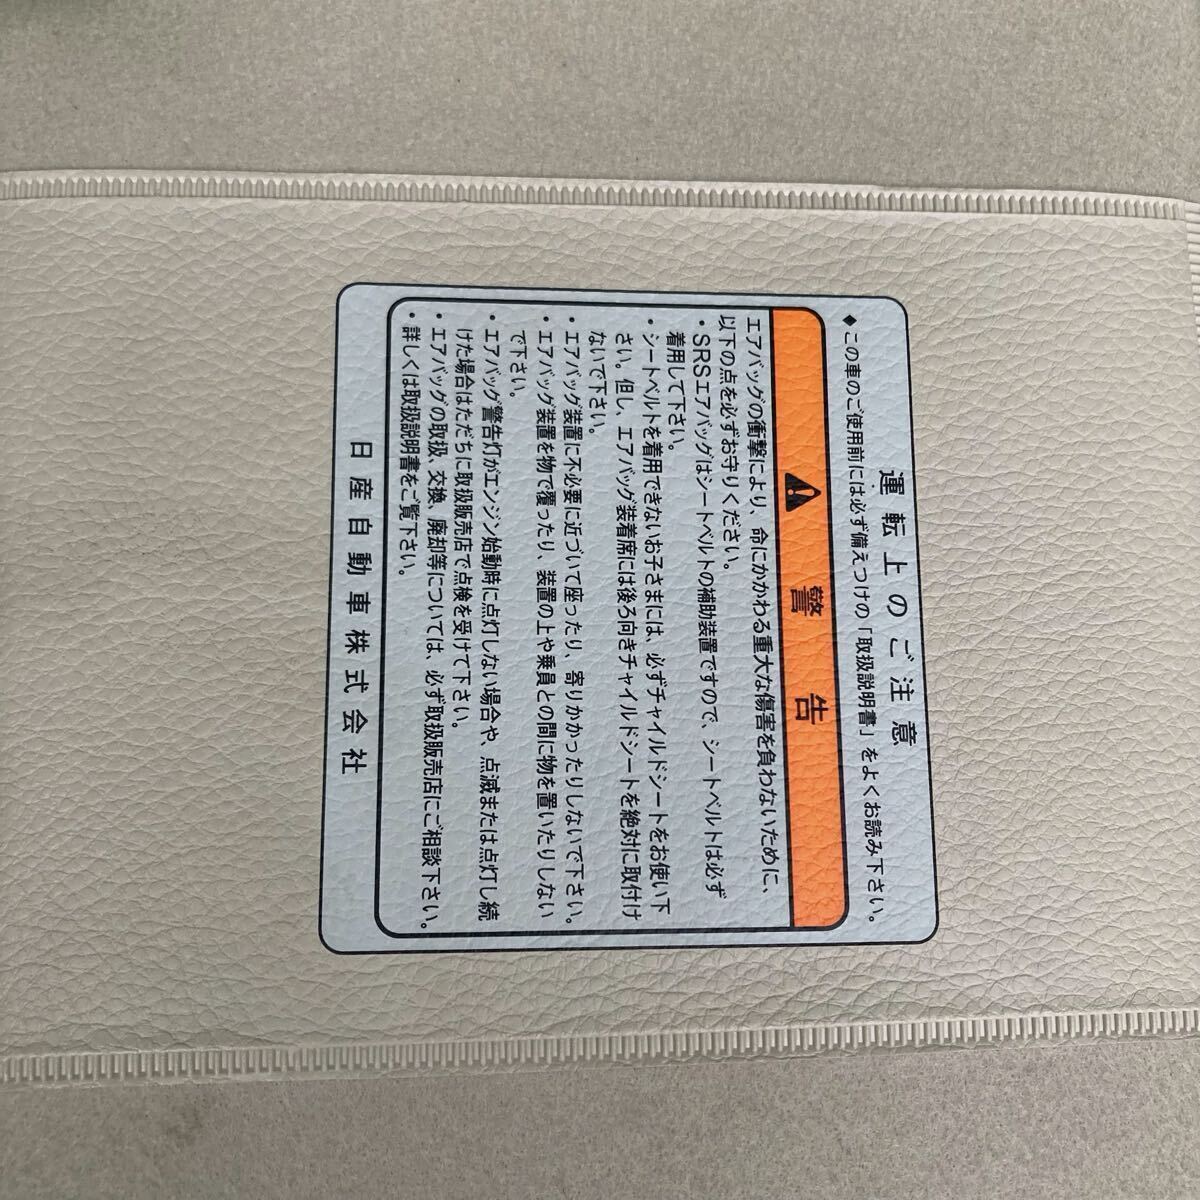 運転上のご注意
◆この車のご使用前には必ず備えつけの「取扱説明書」をよくお読み下さい。
警告
エアバッグの衝撃により、命にかかわる重大な傷害を負わないために、
以下の点を必ずお守りください。
・SRSエアバッグはシートベルトの補助装置ですので、シートベルトは必ず
着用して下さい。
・シートベルトを着用できないお子さまには、必ずチャイルドシートをお使い下
さい。但し、エアバッグ装着席には後ろ向きチャイルドシートを絶対に取付け
ないで下さい。
・エアバッグ装置に不必要に近づいて座ったり、寄りかかったりしないで下さい。
・エアバッグ装置を物で覆ったり、装置の上や乗員との間に物を置いたりしない
で下さい。
・エアバッグ警告灯がエンジン始動時に点灯しない場合や、点滅または点灯し続
けた場合はただちに取扱販売店で点検を受けて下さい。
・エアバッグの取扱、交換、廃却等については、必ず取扱販売店にご相談下さい。
・詳しくは取扱説明書をご覧下さい。
日産自動車株式会社